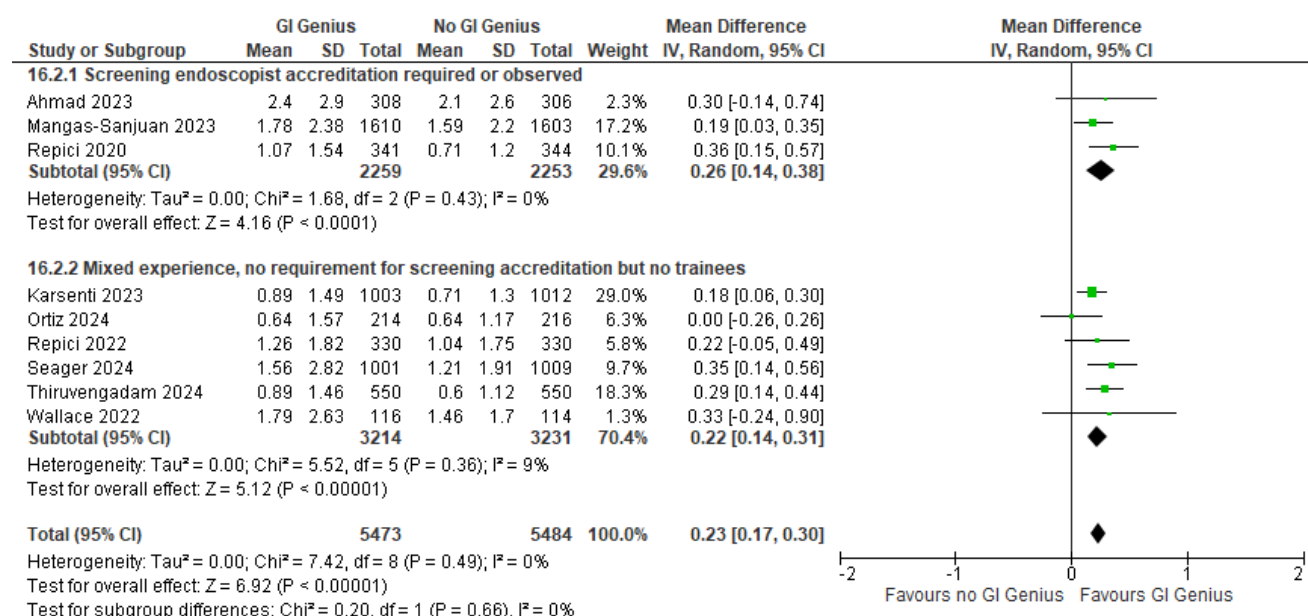 GI Genius No GI Genius Mean Difference Mean Difference
Study or Subgroup Mean SD Total Mean SD Total Weight IV, Random, 95% CI IV, Random, 95% CI
16.2.1 Screening endoscopist accreditation required or observed
Ahmad 2023 2.4 2.9 308 2.1 2.6 306 2.3% 0.30 [-0.14, 0.74]
Mangas-Sanjuan 2023 1.78 2.38 1610 1.59 2.2 1603 17.2% 0.19 [0.03, 0.35]
Repici 2020 1.07 1.54 341 0.71 1.2 344 10.1% 0.36 [0.15, 0.57]
Subtotal (95% CI) 2259 2253 29.6% 0.26 [0.14, 0.38]
Heterogeneity: Tau² = 0.00; Chi² = 1.68, df = 2 (P = 0.43); I² = 0%
Test for overall effect: Z = 4.16 (P < 0.0001)
16.2.2 Mixed experience, no requirement for screening accreditation but no trainees
Karsenti 2023 0.89 1.49 1003 0.71 1.3 1012 29.0% 0.18 [0.06, 0.30]
Ortiz 2024 0.64 1.57 214 0.64 1.17 216 6.3% 0.00 [-0.26, 0.26]
Repici 2022 1.26 1.82 330 1.04 1.75 330 5.8% 0.22 [-0.05, 0.49]
Seager 2024 1.56 2.82 1001 1.21 1.91 1009 9.7% 0.35 [0.14, 0.56]
Thiruvengadam 2024 0.89 1.46 550 0.6 1.12 550 18.3% 0.29 [0.14, 0.44]
Wallace 2022 1.79 2.63 116 1.46 1.7 114 1.3% 0.33 [-0.24, 0.90]
Subtotal (95% CI) 3214 3231 70.4% 0.22 [0.14, 0.31]
Heterogeneity: Tau² = 0.00; Chi² = 5.52, df = 5 (P = 0.36); I² = 9%
Test for overall effect: Z = 5.12 (P < 0.00001)
Total (95% CI) 5473 5484 100.0% 0.23 [0.17, 0.30]
Heterogeneity: Tau² = 0.00; Chi² = 7.42, df = 8 (P = 0.49); I² = 0%
Test for overall effect: Z = 6.92 (P < 0.00001)
Test for subgroup differences: Chi² = 0.20, df = 1 (P = 0.66), I² = 0%
-2 -1 0 1 2
Favours no GI Genius Favours GI Genius